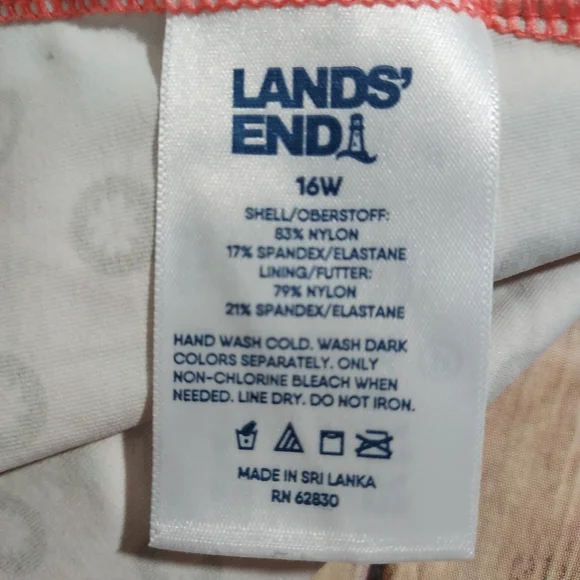 LANDS'
END
16W
SHELL/OBERSTOFF:
83% NYLON
17% SPANDEX/ELASTANE
LINING/FUTTER:
79% NYLON
21% SPANDEX/ELASTANE
HAND WASH COLD. WASH DARK
COLORS SEPARATELY. ONLY
NON-CHLORINE BLEACH WHEN
NEEDED. LINE DRY. DO NOT IRON.
MADE IN SRI LANKA
RN 62830